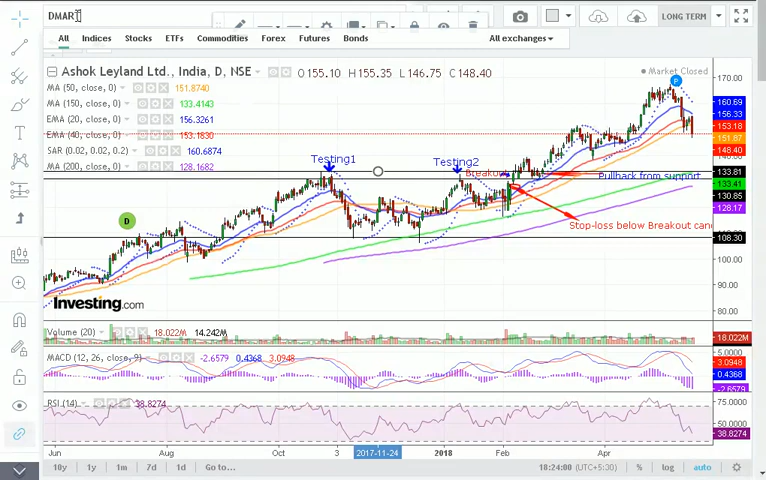 DMART
LONG TERM
All Indices Stocks ETFs Commodities Forex Futures Bonds All exchanges
Ashok Leyland Ltd., India, D, NSE O 155.10 H 155.35 L 146.75 C 148.40
Market Closed
MA (50, close, 0) 151.8740
MA (150, close, 0) 133.4143
EMA (20, close, 0) 156.3261
EMA (40, close, 0) 153.1830
SAR (0.02, 0.02, 0.2) 160.6874
MA (200, close, 0) 128.1682
P
D
Testing1
Testing2
Breakout
Pullback from support
Stop-loss below Breakout can
170.00
160.69
156.33
153.18
151.87
148.40
133.81
133.41
130.85
128.17
108.30
100.00
90.00
80.00
Investing.com
Volume (20) 18.022M 14.242M
18.022M
MACD (12, 26, close, 9) -2.6579 0.4368 3.0948
5.0000
3.0948
0.4368
-2.6579
RSI (14) 38.8274
75.0000
50.0000
38.8274
Jun Aug Oct 3 2017-11-24 2018 Feb Apr
10y 1y 1m 7d 1d Go to... 18:24:00 (UTC+5:30) % log auto